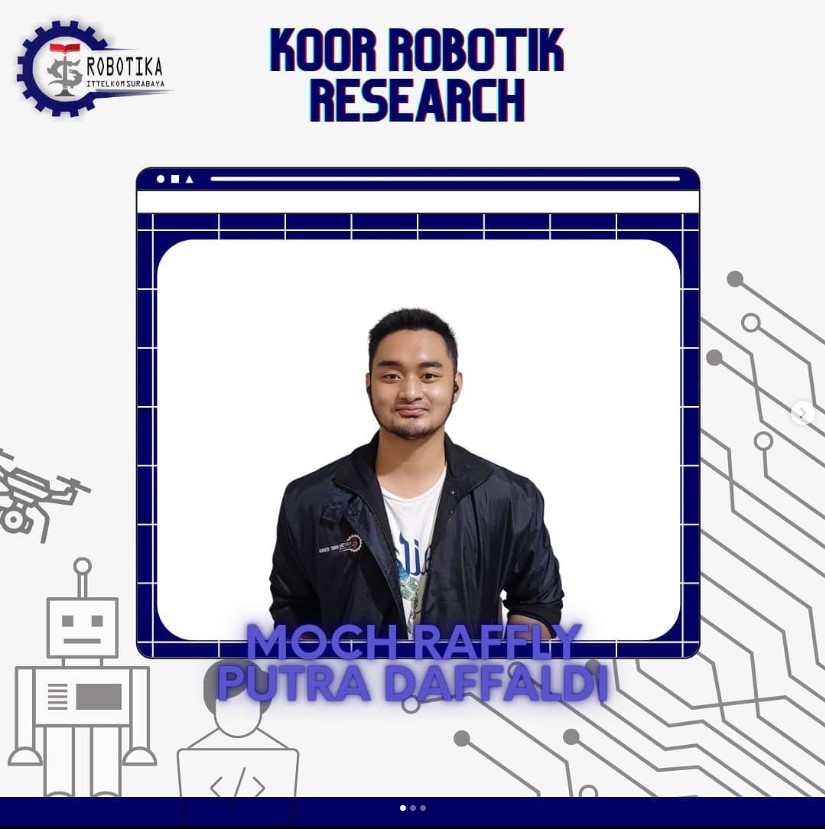 ROBOTIKA
ITTELKOM SURABAYA
KOOR ROBOTIK
RESEARCH
MOCH RAFFLY
PUTRA DAFFALDI
</>